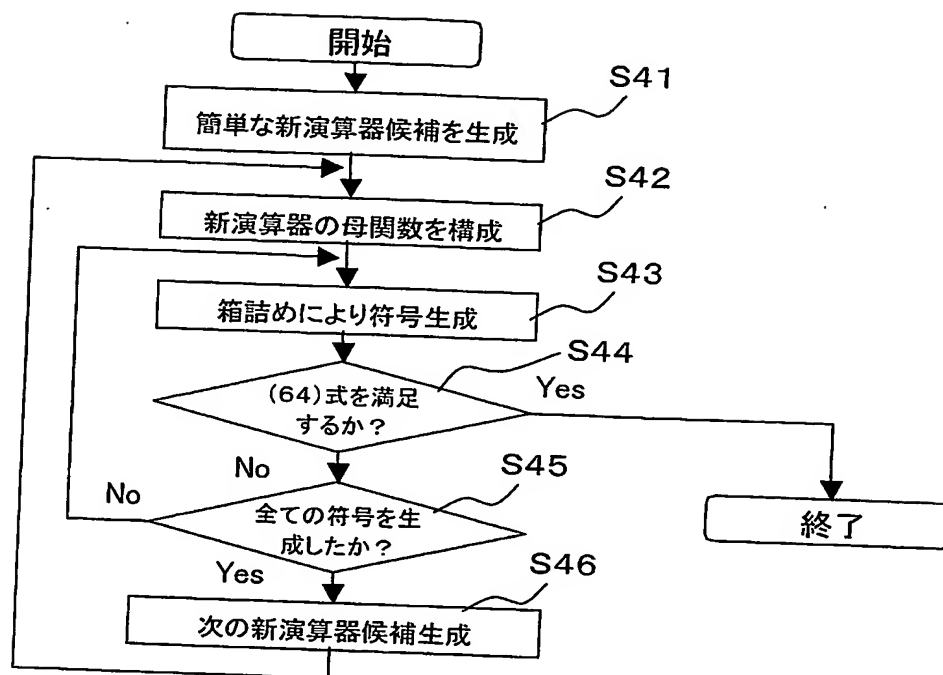 開始
S41
簡単な新演算器候補を生成
S42
新演算器の母関数を構成
S43
箱詰めにより符号生成
S44
(64)式を満足
するか？
Yes
No
S45
No
全ての符号を生
成したか？
終了
Yes
S46
次の新演算器候補生成